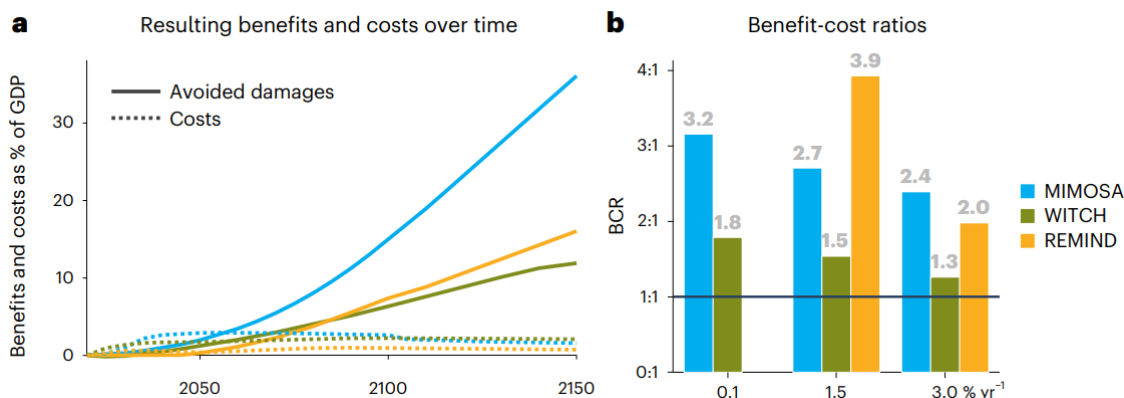 a Resulting benefits and costs over time
Benefits and costs as % of GDP
Avoided damages
Costs
30
20
10
0
2050 2100 2150
b Benefit-cost ratios
BCR
4:1
3:1
2:1
1:1
0:1
3.2
1.8
2.7
1.5
3.9
2.4
1.3
2.0
0.1 1.5 3.0 % yr⁻¹
MIMOSA
WITCH
REMIND